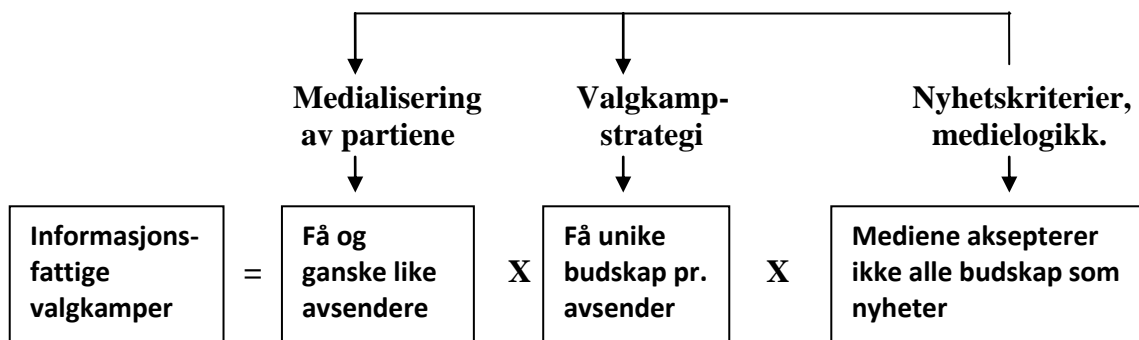 Medialisering
av partiene
Valgkamp-
strategi
Nyhetskriterier,
medielogikk.
Informasjons-
fattige
valgkamper
=
Få og
ganske like
avsendere
X
Få unike
budskap pr.
avsender
X
Mediene aksepterer
ikke alle budskap som
nyheter